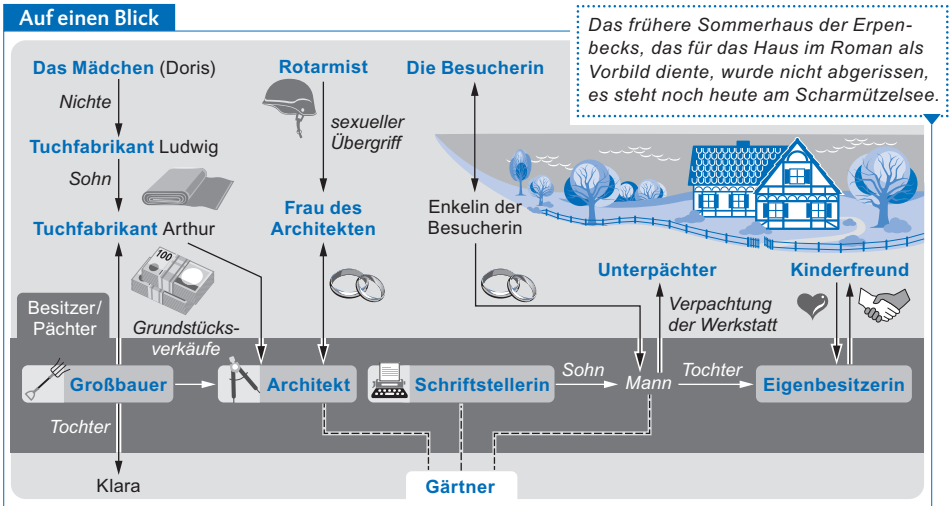 Auf einen Blick
Das frühere Sommerhaus der Erpen-
becks, das für das Haus im Roman als
Vorbild diente, wurde nicht abgerissen,
es steht noch heute am Scharmützelsee.
Das Mädchen (Doris)
Rotarmist
Die Besucherin
Nichte
sexueller
Übergriff
Tuchfabrikant Ludwig
Sohn
Tuchfabrikant Arthur
Frau des
Architekten
Enkelin der
Besucherin
100
Unterpächter
Kinderfreund
Besitzer/
Pächter
Grundstücks-
verkäufe
Verpachtung
der Werkstatt
Großbauer
Architekt
Schriftstellerin
Sohn
Mann
Tochter
Eigenbesitzerin
Tochter
Klara
Gärtner